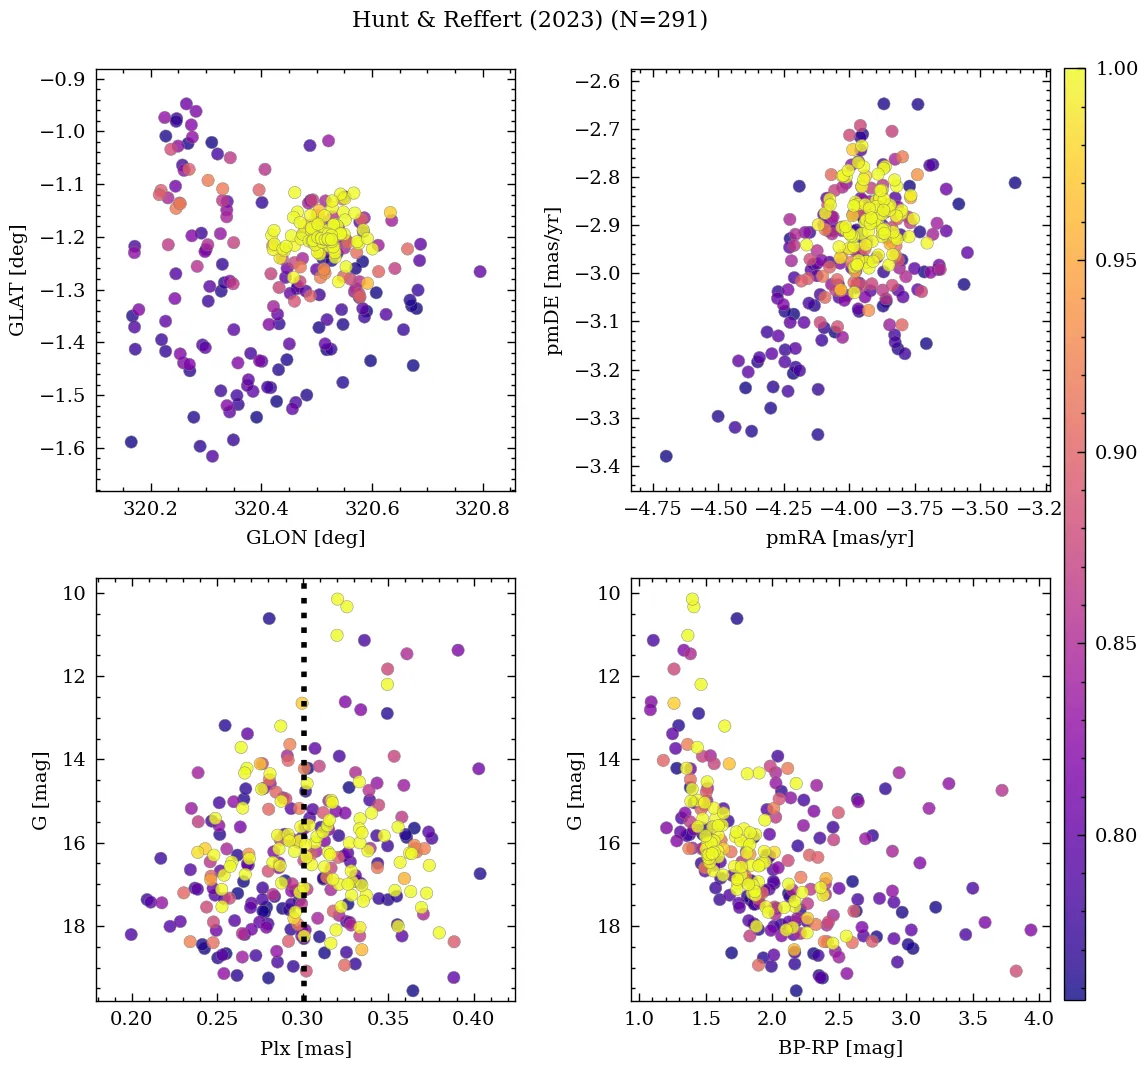 Hunt & Reffert (2023) (N=291)
−0.9
−1.0
−1.1
−1.2
−1.3
−1.4
−1.5
−1.6
GLAT [deg]
320.2 320.4 320.6 320.8
GLON [deg]
−2.6
−2.7
−2.8
−2.9
−3.0
−3.1
−3.2
−3.3
−3.4
pmDE [mas/yr]
−4.75 −4.50 −4.25 −4.00 −3.75 −3.50 −3.2
pmRA [mas/yr]
1.00
0.95
0.90
0.85
0.80
10
12
14
16
18
G [mag]
0.20 0.25 0.30 0.35 0.40
Plx [mas]
10
12
14
16
18
G [mag]
1.0 1.5 2.0 2.5 3.0 3.5 4.0
BP-RP [mag]